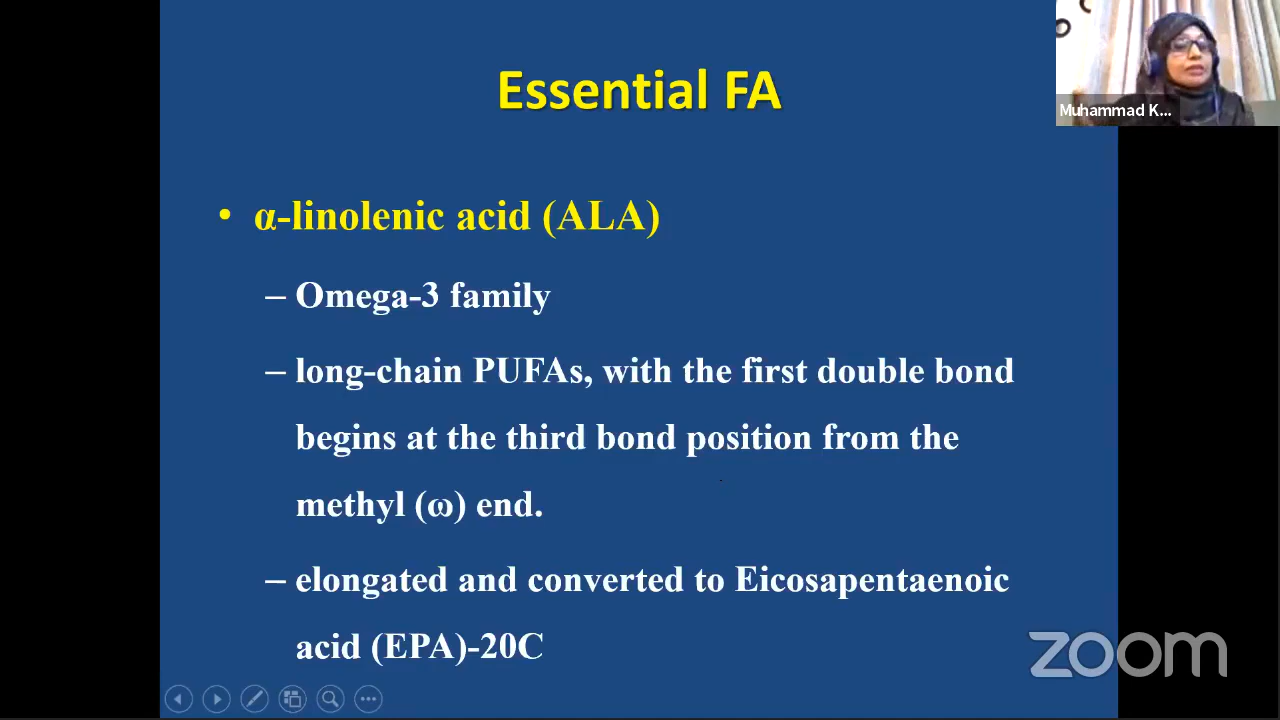 Essential FA
Muhammad K...
• α-linolenic acid (ALA)
– Omega-3 family
– long-chain PUFAs, with the first double bond
begins at the third bond position from the
methyl (ω) end.
– elongated and converted to Eicosapentaenoic
acid (EPA)-20C
zoom